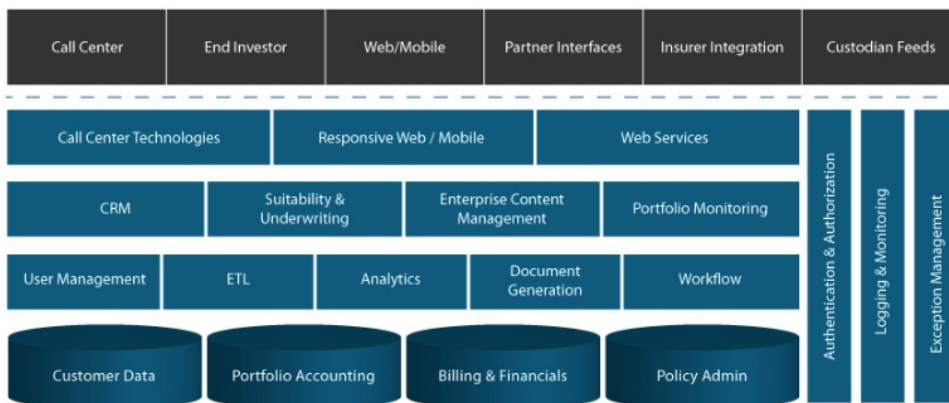 Call Center
End Investor
Web/Mobile
Partner Interfaces
Insurer Integration
Custodian Feeds
Call Center Technologies
Responsive Web / Mobile
Web Services
CRM
Suitability &
Underwriting
Enterprise Content
Management
Portfolio Monitoring
User Management
ETL
Analytics
Document
Generation
Workflow
Customer Data
Portfolio Accounting
Billing & Financials
Policy Admin
Authentication & Authorization
Logging & Monitoring
Exception Management